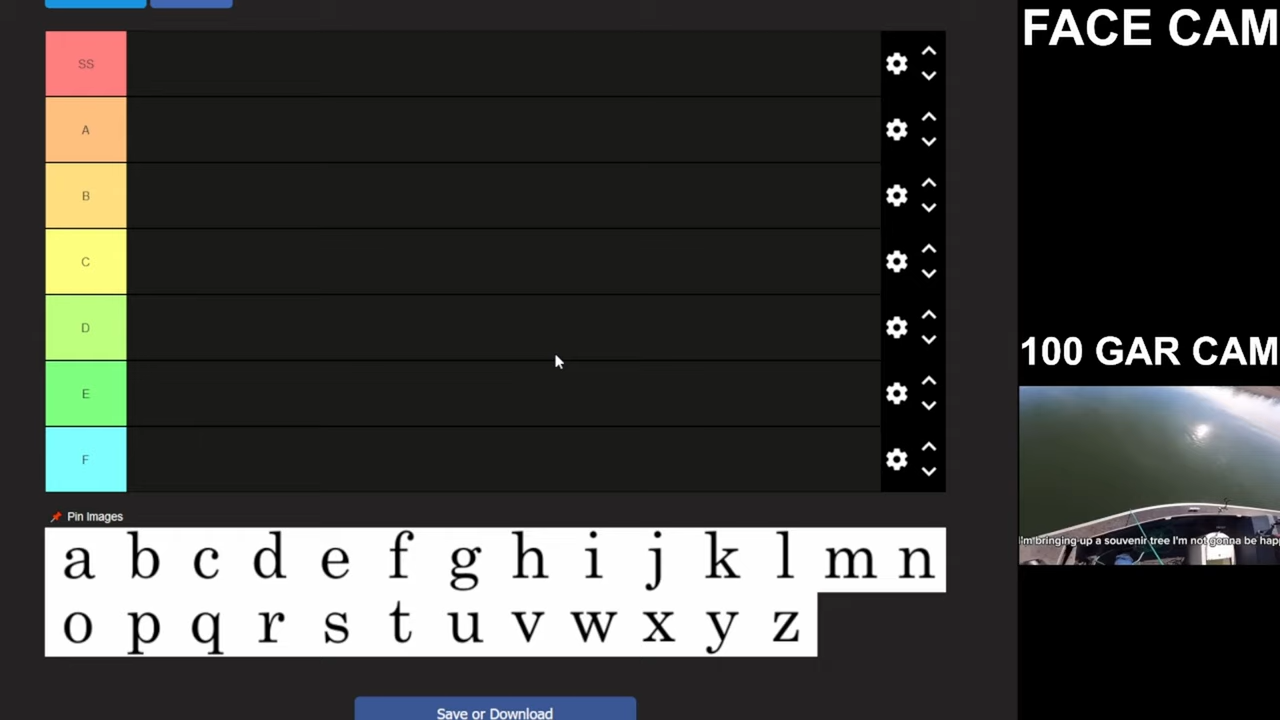 FACE CAM
SS
A
B
C
D
E
F
100 GAR CAM
I'm bringing up a souvenir tree I'm not gonna be hap
Pin Images
a b c d e f g h i j k l m n
o p q r s t u v w x y z
Save or Download